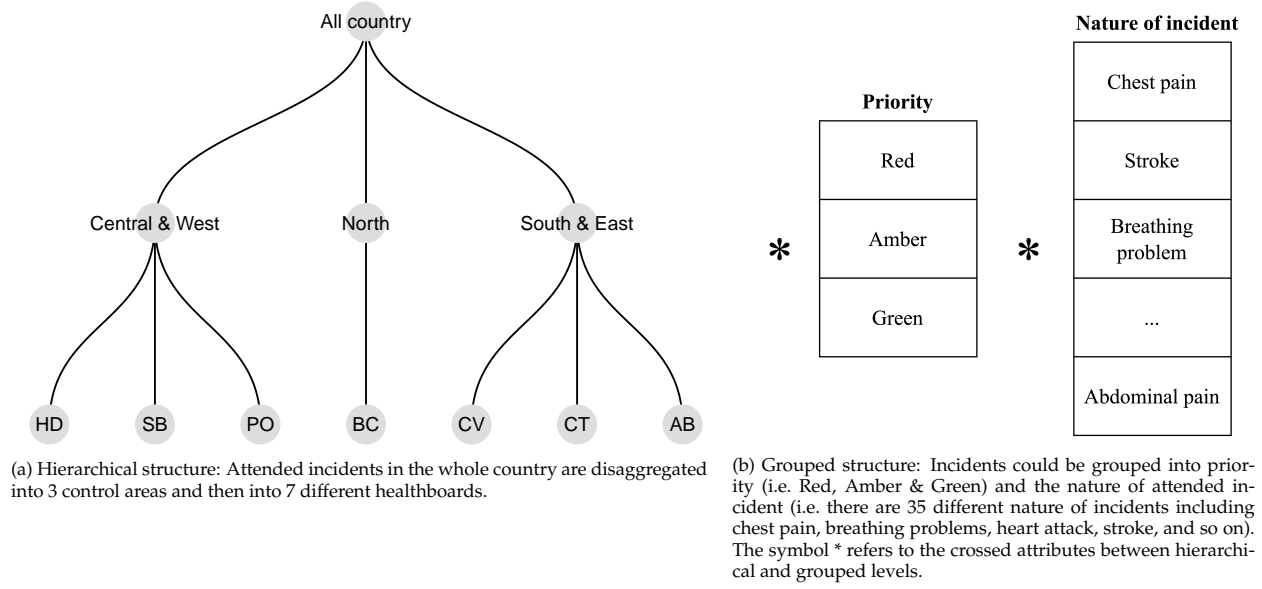 All country
Central & West
North
South & East
HD
SB
PO
BC
CV
CT
AB
(a) Hierarchical structure: Attended incidents in the whole country are disaggregated
into 3 control areas and then into 7 different healthboards.
*
Priority
Red
Amber
Green
*
Nature of incident
Chest pain
Stroke
Breathing
problem
...
Abdominal pain
(b) Grouped structure: Incidents could be grouped into prior-
ity (i.e. Red, Amber & Green) and the nature of attended in-
cident (i.e. there are 35 different nature of incidents including
chest pain, breathing problems, heart attack, stroke, and so on).
The symbol * refers to the crossed attributes between hierarchi-
cal and grouped levels.